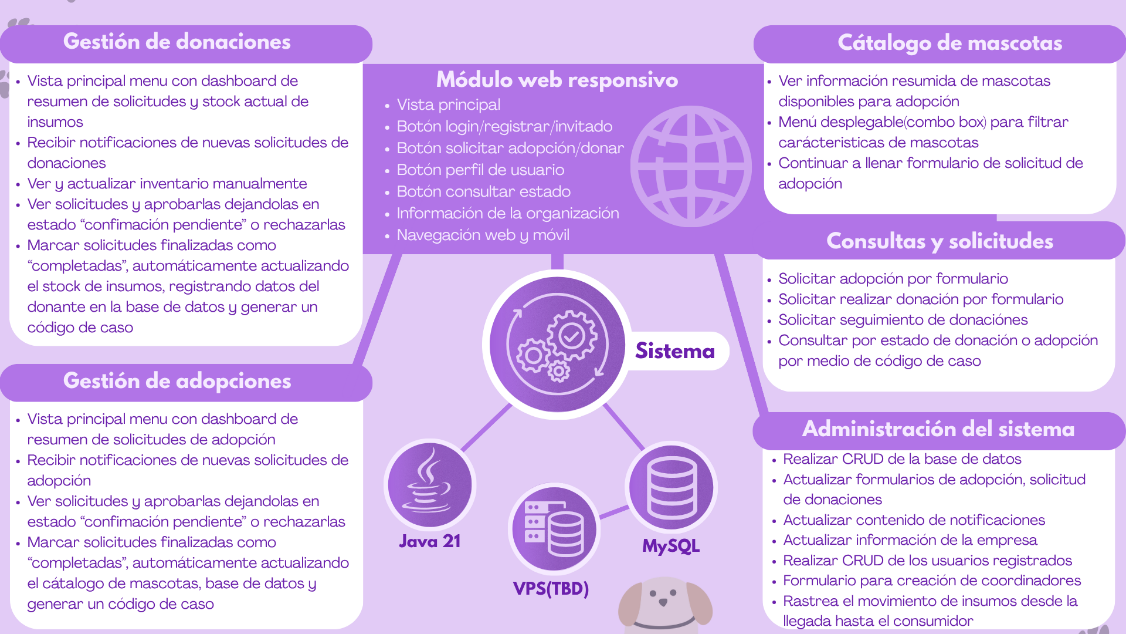 Gestión de donaciones
• Vista principal menu con dashboard de
resumen de solicitudes y stock actual de
insumos
• Recibir notificaciones de nuevas solicitudes de
donaciones
• Ver y actualizar inventario manualmente
• Ver solicitudes y aprobarlas dejandolas en
estado “confimación pendiente” o rechazarlas
• Marcar solicitudes finalizadas como
“completadas”, automáticamente actualizando
el stock de insumos, registrando datos del
donante en la base de datos y generar un
código de caso
Gestión de adopciones
• Vista principal menu con dashboard de
resumen de solicitudes de adopción
• Recibir notificaciones de nuevas solicitudes de
adopción
• Ver solicitudes y aprobarlas dejandolas en
estado “confimación pendiente” o rechazarlas
• Marcar solicitudes finalizadas como
“completadas”, automáticamente actualizando
el cátalogo de mascotas, base de datos y
generar un código de caso
Módulo web responsivo
• Vista principal
• Botón login/registrar/invitado
• Botón solicitar adopción/donar
• Botón perfil de usuario
• Botón consultar estado
• Información de la organización
• Navegación web y móvil
Sistema
Java 21
VPS(TBD)
MySQL
Cátalogo de mascotas
• Ver información resumida de mascotas
disponibles para adopción
• Menú desplegable(combo box) para filtrar
carácteristicas de mascotas
• Continuar a llenar formulario de solicitud de
adopción
Consultas y solicitudes
• Solicitar adopción por formulario
• Solicitar realizar donación por formulario
• Solicitar seguimiento de donaciónes
• Consultar por estado de donación o adopción
por medio de código de caso
Administración del sistema
• Realizar CRUD de la base de datos
• Actualizar formularios de adopción, solicitud
de donaciones
• Actualizar contenido de notificaciones
• Actualizar información de la empresa
• Realizar CRUD de los usuarios registrados
• Formulario para creación de coordinadores
• Rastrea el movimiento de insumos desde la
llegada hasta el consumidor